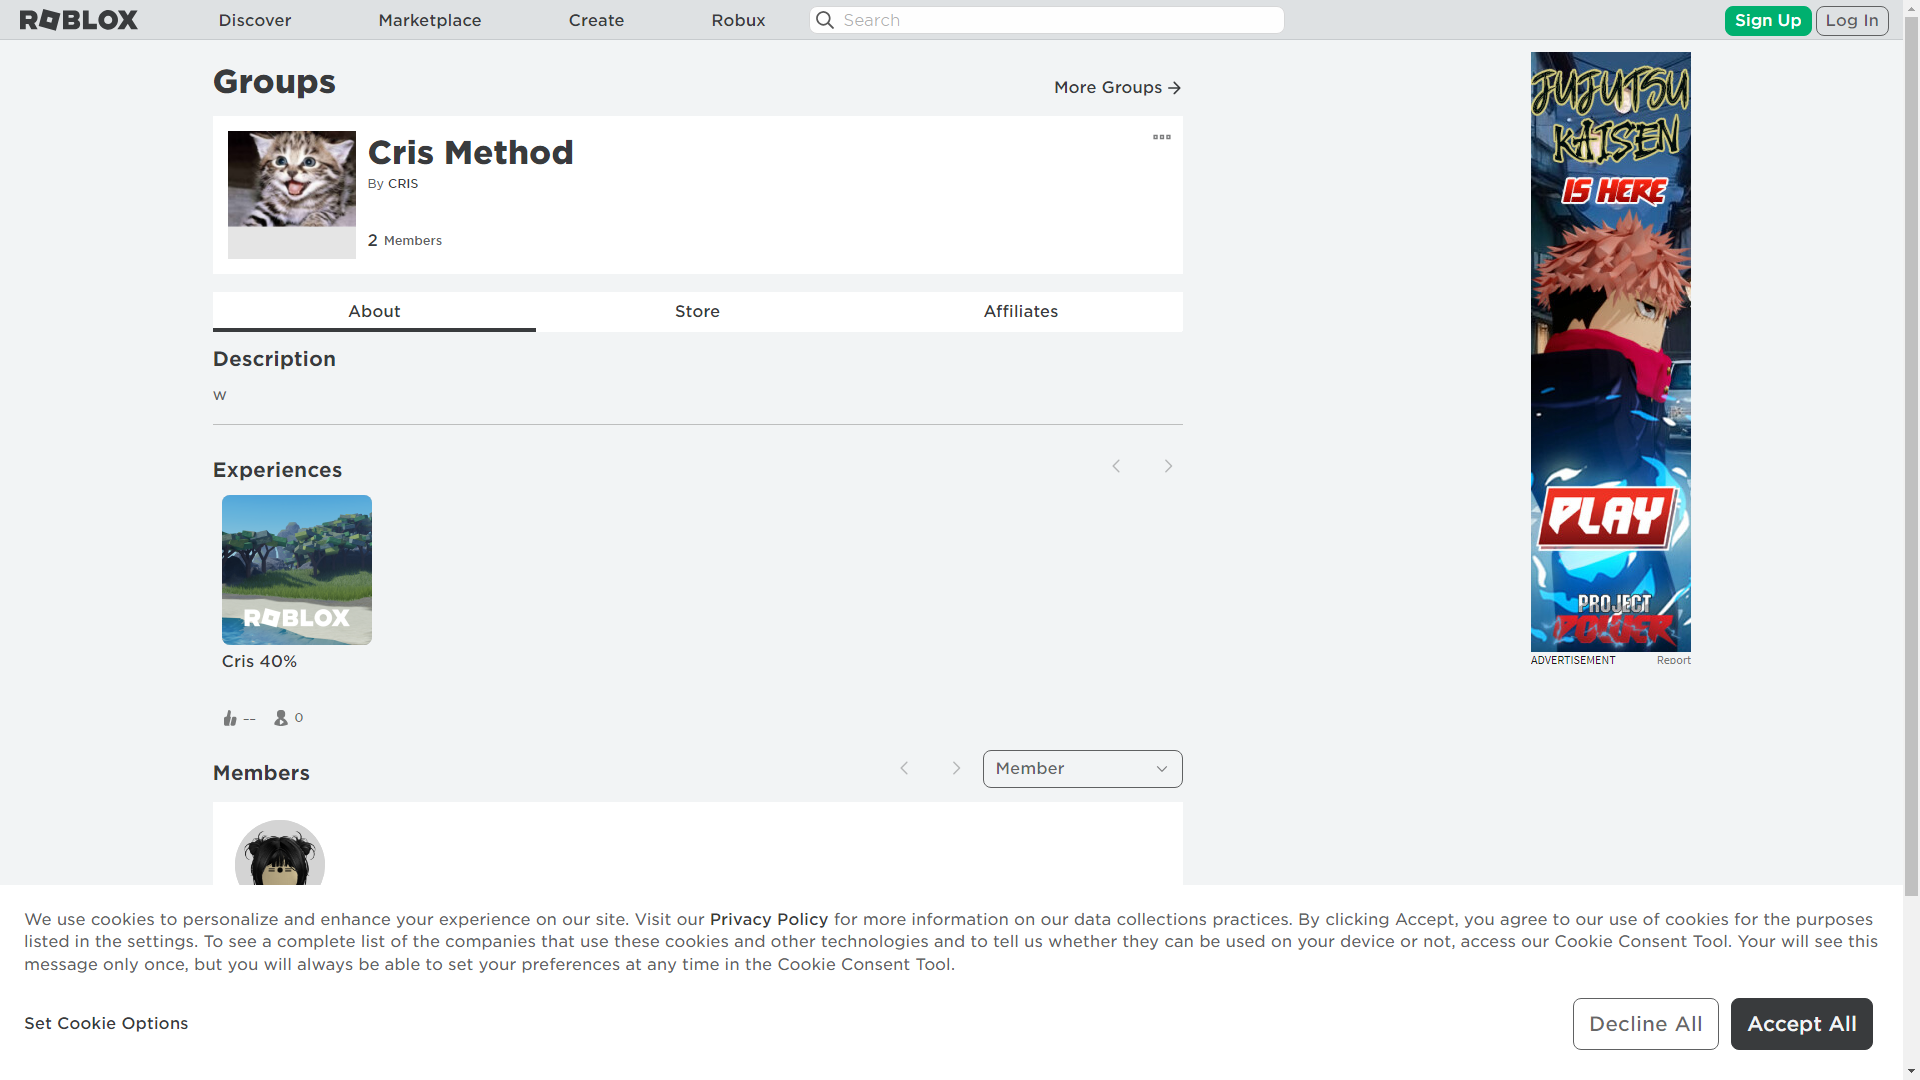 ROBLOX
Discover
Marketplace
Create
Robux
Search
Sign Up
Log In
Groups
More Groups
Cris Method
By CRIS
2 Members
About
Store
Affiliates
Description
w
Experiences
ROBLOX
Cris 40%
--
0
Members
Member
JUJUTSU
KAISEN
IS HERE
PLAY
PROJECT
POWER
ADVERTISEMENT
Report
We use cookies to personalize and enhance your experience on our site. Visit our Privacy Policy for more information on our data collections practices. By clicking Accept, you agree to our use of cookies for the purposes
listed in the settings. To see a complete list of the companies that use these cookies and other technologies and to tell us whether they can be used on your device or not, access our Cookie Consent Tool. Your will see this
message only once, but you will always be able to set your preferences at any time in the Cookie Consent Tool.
Set Cookie Options
Decline All
Accept All